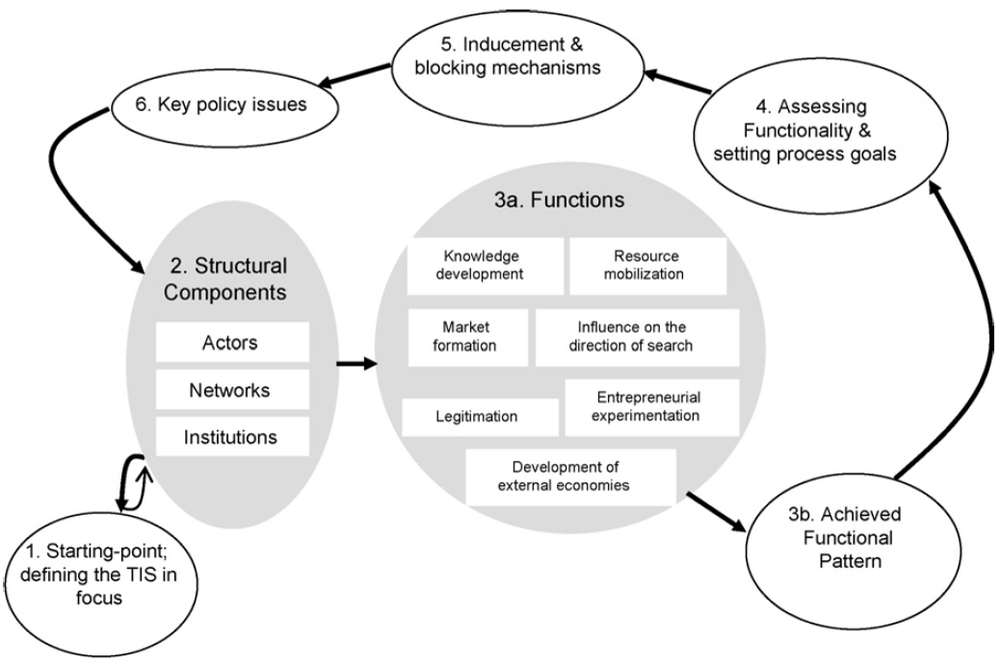 5. Inducement &
blocking mechanisms
6. Key policy issues
4. Assessing
Functionality &
setting process goals
3a. Functions
Knowledge
development
Resource
mobilization
Market
formation
Influence on the
direction of search
Legitimation
Entrepreneurial
experimentation
Development of
external economies
2. Structural
Components
Actors
Networks
Institutions
1. Starting-point;
defining the TIS in
focus
3b. Achieved
Functional
Pattern